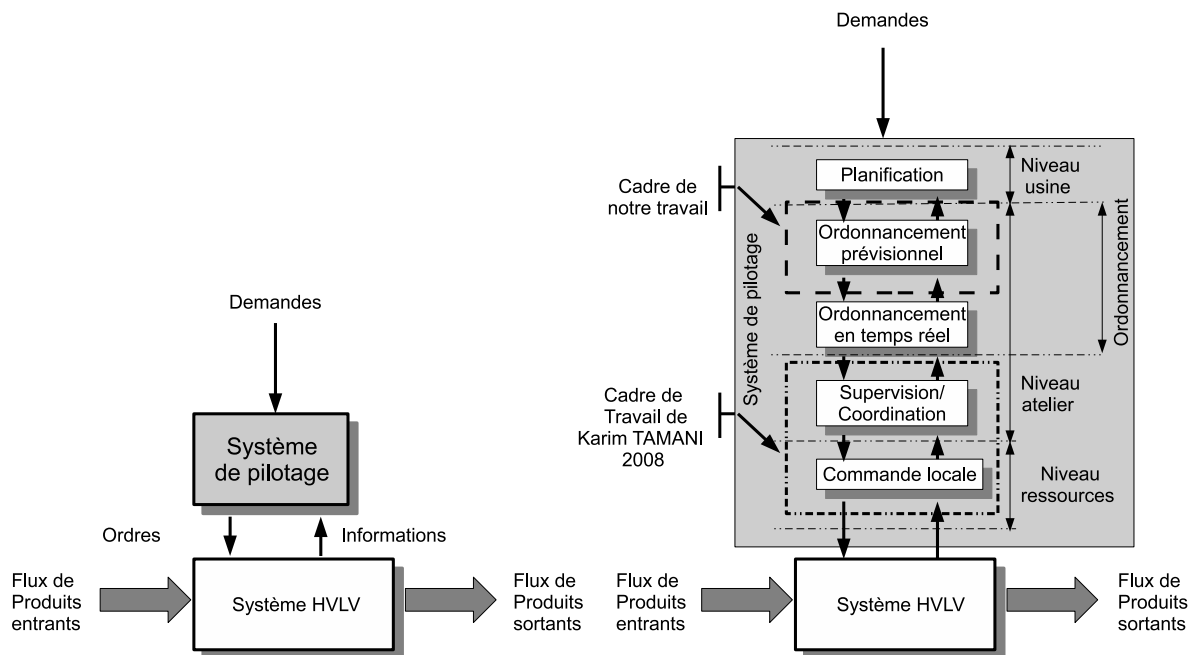 Demandes
Système
de pilotage
Ordres
Informations
Flux de
Produits
entrants
Système HVLV
Flux de
Produits
sortants
Demandes
Planification
Niveau
usine
Cadre de
notre travail
Ordonnancement
prévisionnel
Ordonnancement
en temps réel
Ordonnancement
Système de pilotage
Cadre de
Travail de
Karim TAMANI
2008
Supervision/
Coordination
Niveau
atelier
Commande locale
Niveau
ressources
Flux de
Produits
entrants
Système HVLV
Flux de
Produits
sortants